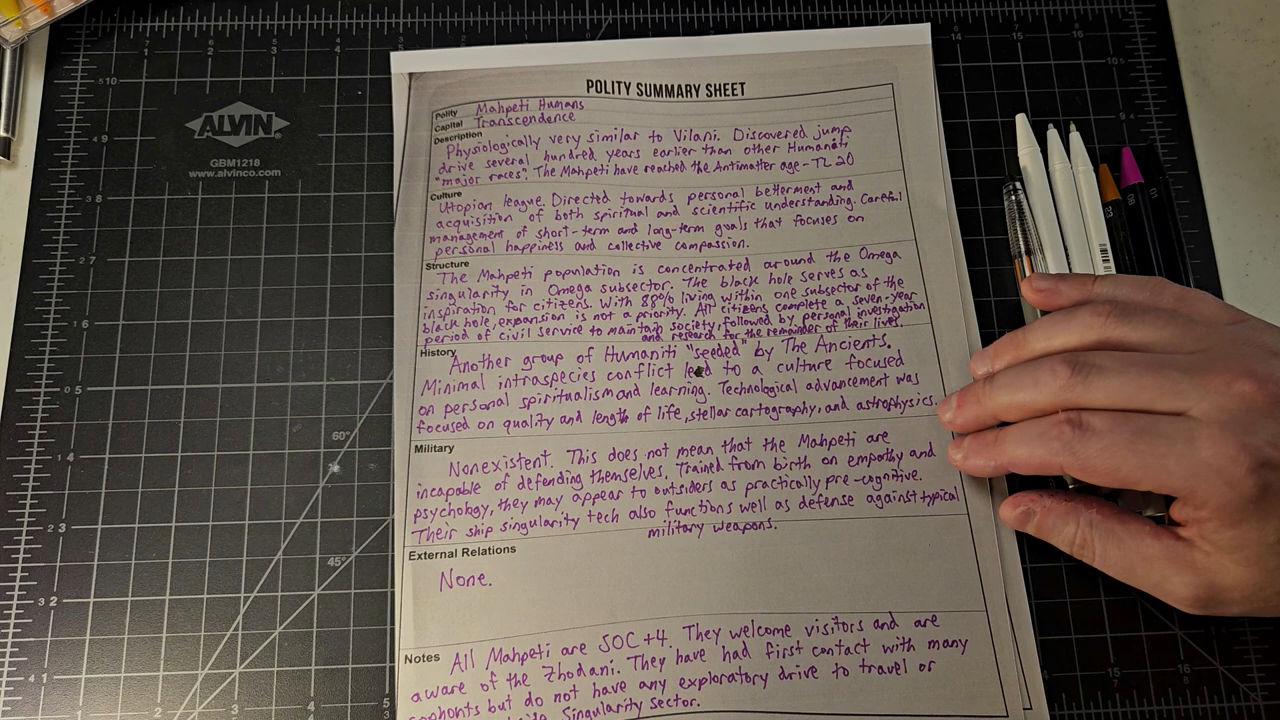 ALVIN
GBM1218
www.alvinco.com
POLITY SUMMARY SHEET
Polity Mahpeti Humans
Capital Transcendence
Description
Physiologically very similar to Vilani. Discovered jump
drive several hundred years earlier than other Humaniti
"major races". The Mahpeti have reached the Antimatter age - TL 20
Culture
Utopian league. Directed towards personal betterment and
acquisition of both spiritual and scientific understanding. Careful
management of short-term and long-term goals that focuses on
personal happiness and collective compassion.
Structure
The Mahpeti population is concentrated around the Omega
singularity in Omega subsector. The black hole serves as
inspiration for citizens. With 88% living within one subsector of the
black hole, expansion is not a priority. All citizens complete a seven-year
period of civil service to maintain society, followed by personal investigation
and research for the remainder of their lives.
History
Another group of Humaniti "seeded" by The Ancients.
Minimal intraspecies conflict led to a culture focused
on personal spiritualism and learning. Technological advancement was
focused on quality and length of life, stellar cartography, and astrophysics.
Military
Nonexistent. This does not mean that the Mahpeti are
incapable of defending themselves. Trained from birth on empathy and
psychology, they may appear to outsiders as practically pre-cognitive.
Their ship singularity tech also functions well as defense against typical
military weapons.
External Relations
None.
Notes
All Mahpeti are SOC +4. They welcome visitors and are
aware of the Zhodani. They have had first contact with many
sophonts but do not have any exploratory drive to travel or
Singularity sector.